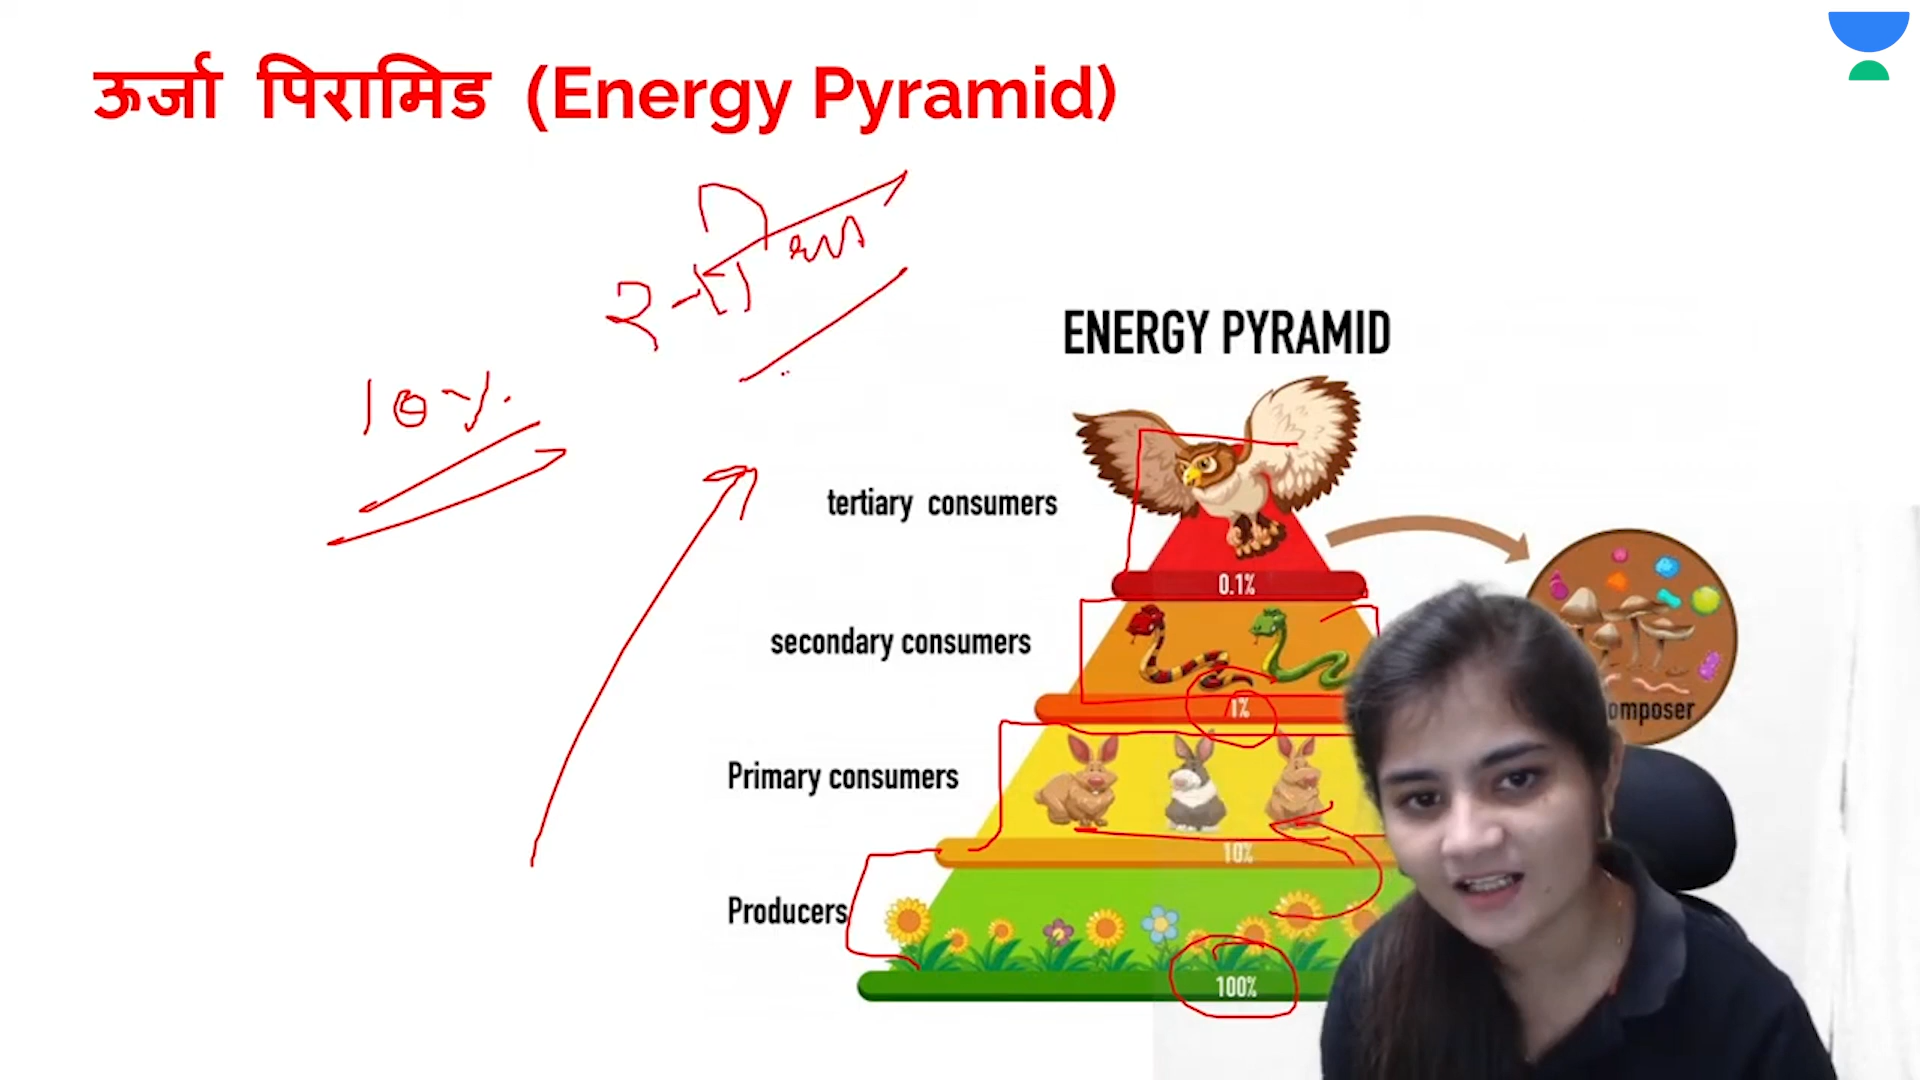 ऊर्जा पिरामिड (Energy Pyramid)
10%
ENERGY PYRAMID
tertiary consumers
0.1%
secondary consumers
1%
omposer
Primary consumers
10%
Producers
100%